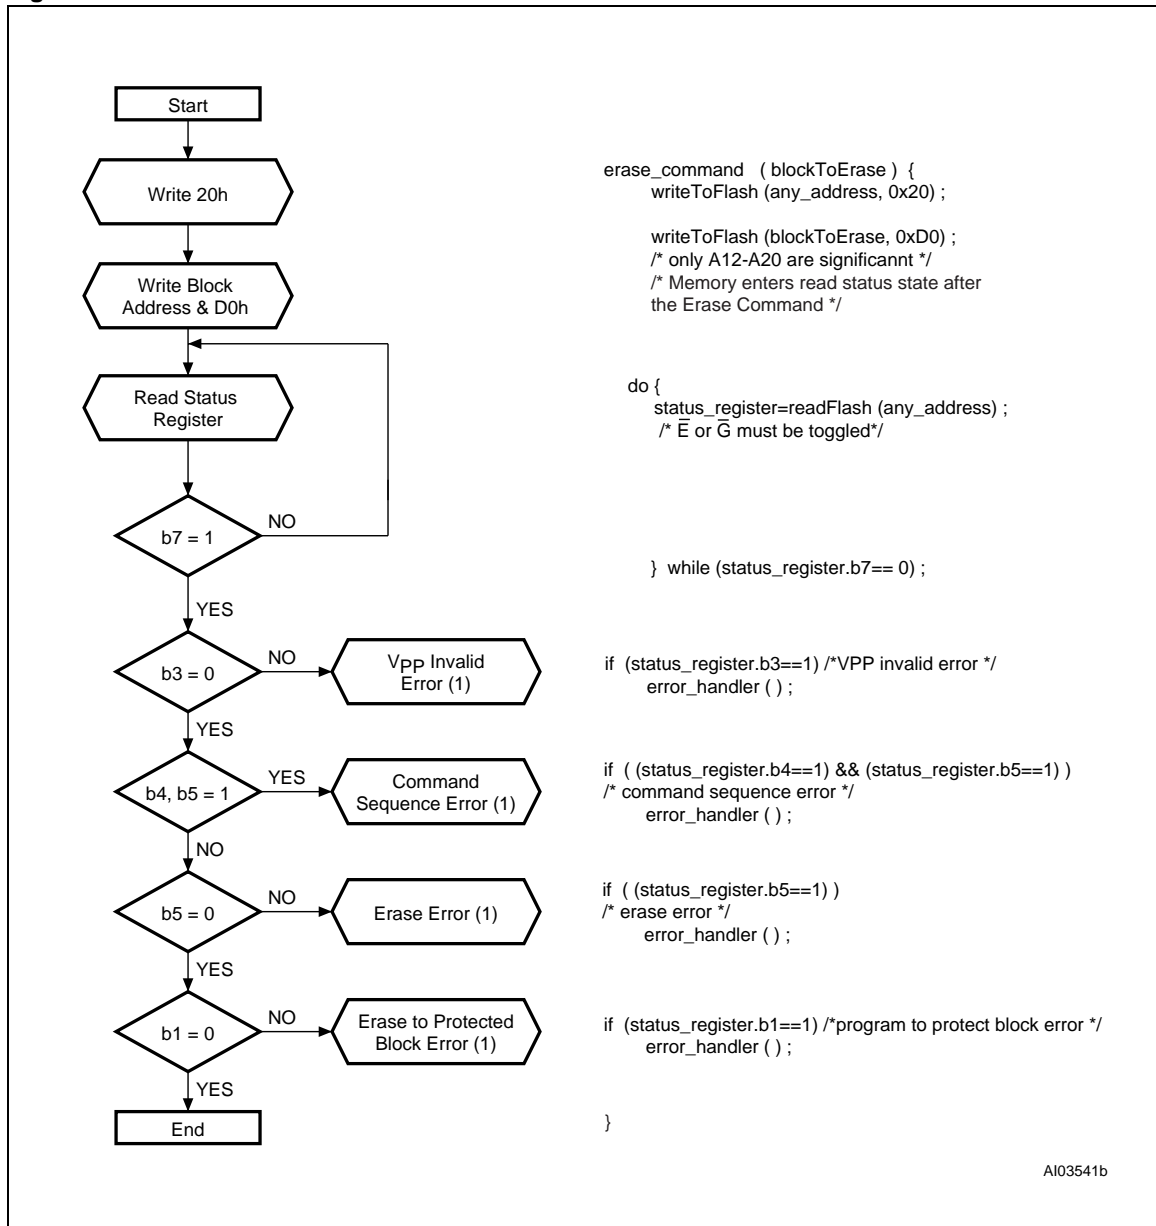 Start
Write 20h
Write Block
Address & D0h
Read Status
Register
b7 = 1
NO
YES
b3 = 0
NO
VPP Invalid
Error (1)
YES
b4, b5 = 1
YES
Command
Sequence Error (1)
NO
b5 = 0
NO
Erase Error (1)
YES
b1 = 0
NO
Erase to Protected
Block Error (1)
YES
End
erase_command ( blockToErase ) {
writeToFlash (any_address, 0x20) ;
writeToFlash (blockToErase, 0xD0) ;
/* only A12-A20 are significannt */
/* Memory enters read status state after
the Erase Command */
do {
status_register=readFlash (any_address) ;
/* E̅ or G̅ must be toggled*/
} while (status_register.b7== 0) ;
if (status_register.b3==1) /*VPP invalid error */
error_handler ( ) ;
if ( (status_register.b4==1) && (status_register.b5==1) )
/* command sequence error */
error_handler ( ) ;
if ( (status_register.b5==1) )
/* erase error */
error_handler ( ) ;
if (status_register.b1==1) /*program to protect block error */
error_handler ( ) ;
}
AI03541b